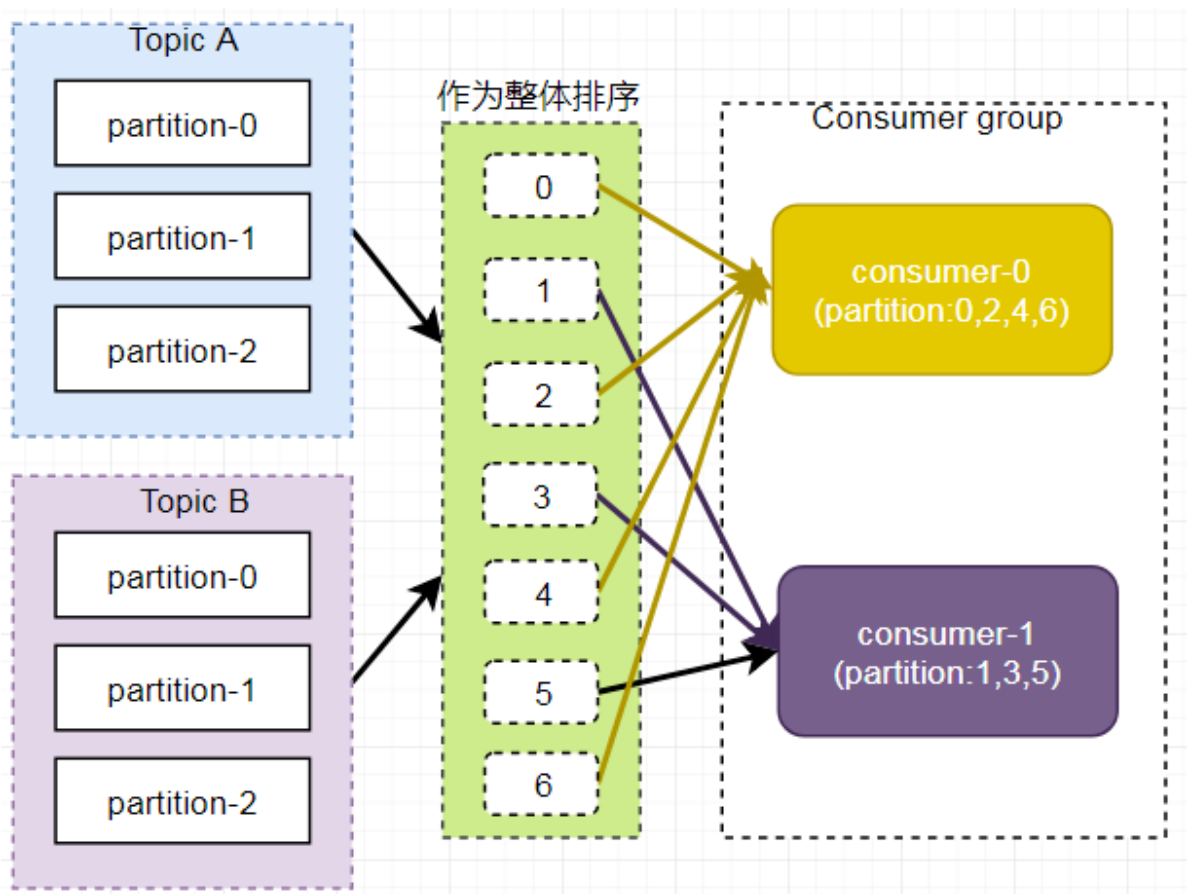 Topic A
partition-0
partition-1
partition-2
Topic B
partition-0
partition-1
partition-2
作为整体排序
0
1
2
3
4
5
6
Consumer group
consumer-0
(partition:0,2,4,6)
consumer-1
(partition:1,3,5)